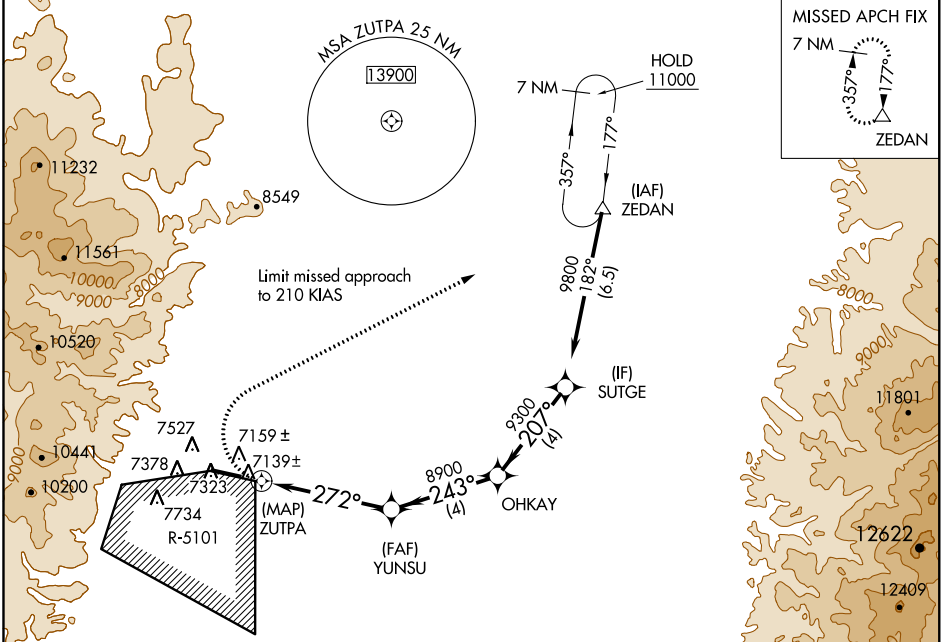 MISSED APCH FIX
7 NM
357°
177°
ZEDAN
MSA ZUTPA 25 NM
13900
HOLD
11000
7 NM
357°
177°
(IAF)
ZEDAN
9800
182°
(6.5)
11232
8549
11561
10000
9000
8000
Limit missed approach
to 210 KIAS
8000
9000
10520
(IF)
SUTGE
9300
207°
(4)
11801
7527
7159 ±
10441
7378
7139±
9000
10200
7323
7734
R-5101
(MAP)
ZUTPA
272°
8900
243°
(4)
OHKAY
(FAF)
YUNSU
12622
12409